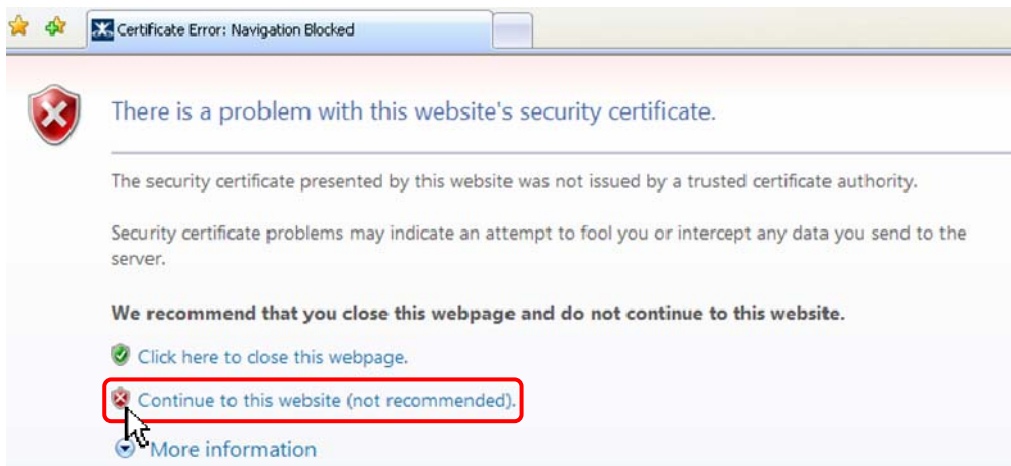 Certificate Error: Navigation Blocked
There is a problem with this website's security certificate.
The security certificate presented by this website was not issued by a trusted certificate authority.
Security certificate problems may indicate an attempt to fool you or intercept any data you send to the
server.
We recommend that you close this webpage and do not continue to this website.
Click here to close this webpage.
Continue to this website (not recommended).
More information